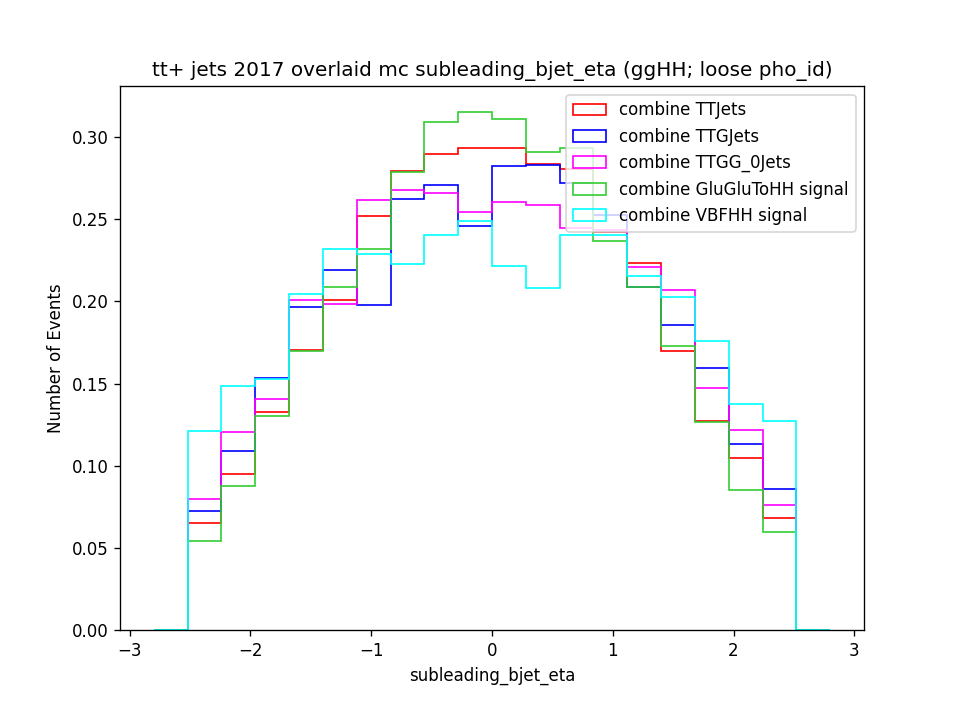 tt+ jets 2017 overlaid mc subleading_bjet_eta (ggHH; loose pho_id)
combine TTJets
combine TTGJets
combine TTGG_0Jets
combine GluGluToHH signal
combine VBFHH signal
Number of Events
0.30
0.25
0.20
0.15
0.10
0.05
0.00
−3 −2 −1 0 1 2 3
subleading_bjet_eta